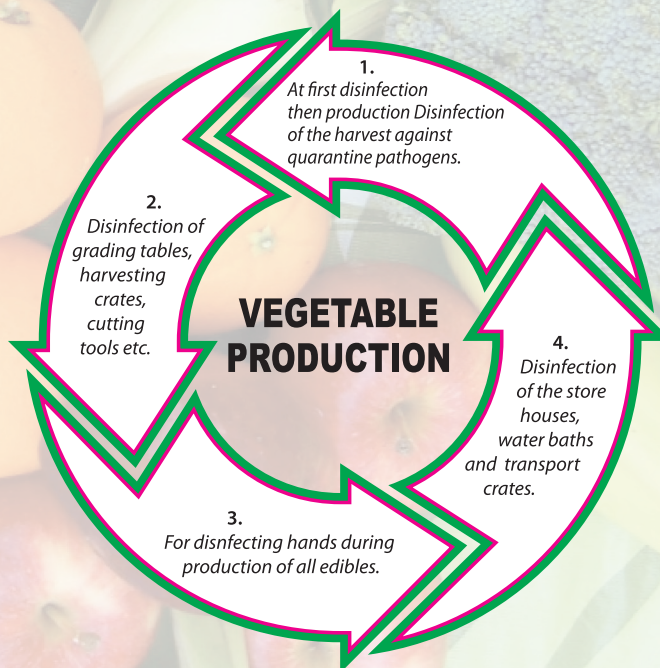 1.
At first disinfection
then production Disinfection
of the harvest against
quarantine pathogens.
2.
Disinfection of
grading tables,
harvesting
crates,
cutting
tools etc.
VEGETABLE
PRODUCTION
3.
For disnfecting hands during
production of all edibles.
4.
Disinfection
of the store
houses,
water baths
and transport
crates.